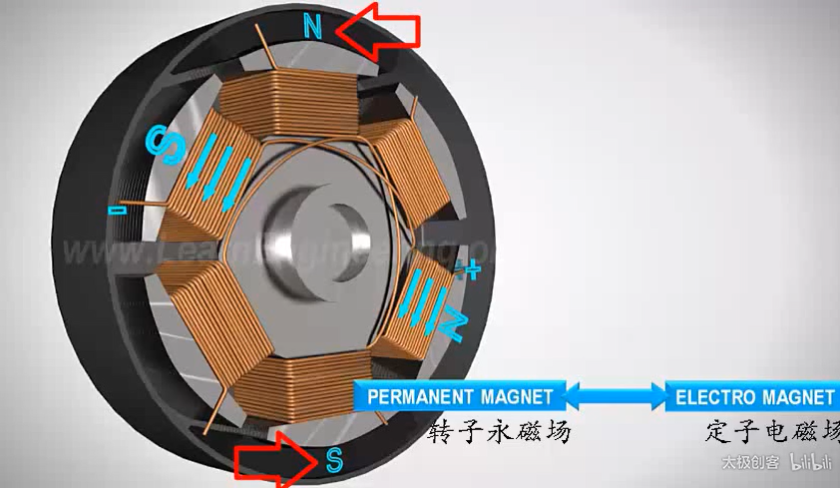 N
S
-
www.LearnEngineering.o
+
N
PERMANENT MAGNET
ELECTRO MAGNET
转子永磁场
定子电磁场
太极创客 bilibili
S